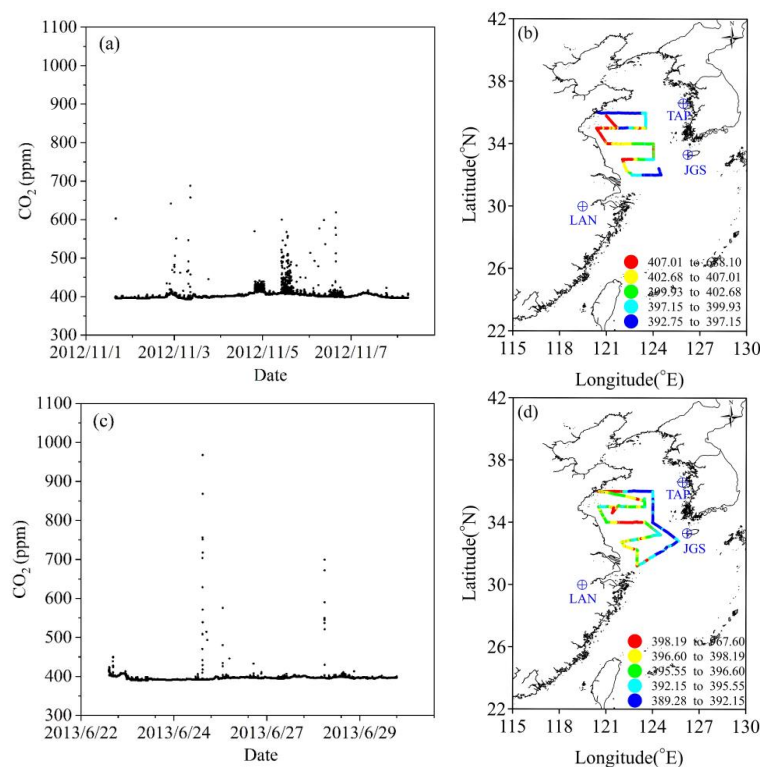 (a)
1100
1000
900
800
700
600
500
400
300
CO2 (ppm)
2012/11/1
2012/11/3
2012/11/5
2012/11/7
Date
(b)
42
38
34
30
26
22
Latitude(°N)
N
TAP
JGS
LAN
407.01 to 688.10
402.68 to 407.01
399.93 to 402.68
397.15 to 399.93
392.75 to 397.15
115
118
121
124
127
130
Longitude(°E)
(c)
1100
1000
900
800
700
600
500
400
300
CO2 (ppm)
2013/6/22
2013/6/24
2013/6/27
2013/6/29
Date
(d)
42
38
34
30
26
22
Latitude(°N)
N
TAP
JGS
LAN
398.19 to 967.60
396.60 to 398.19
395.55 to 396.60
392.15 to 395.55
389.28 to 392.15
115
118
121
124
127
130
Longitude(°E)